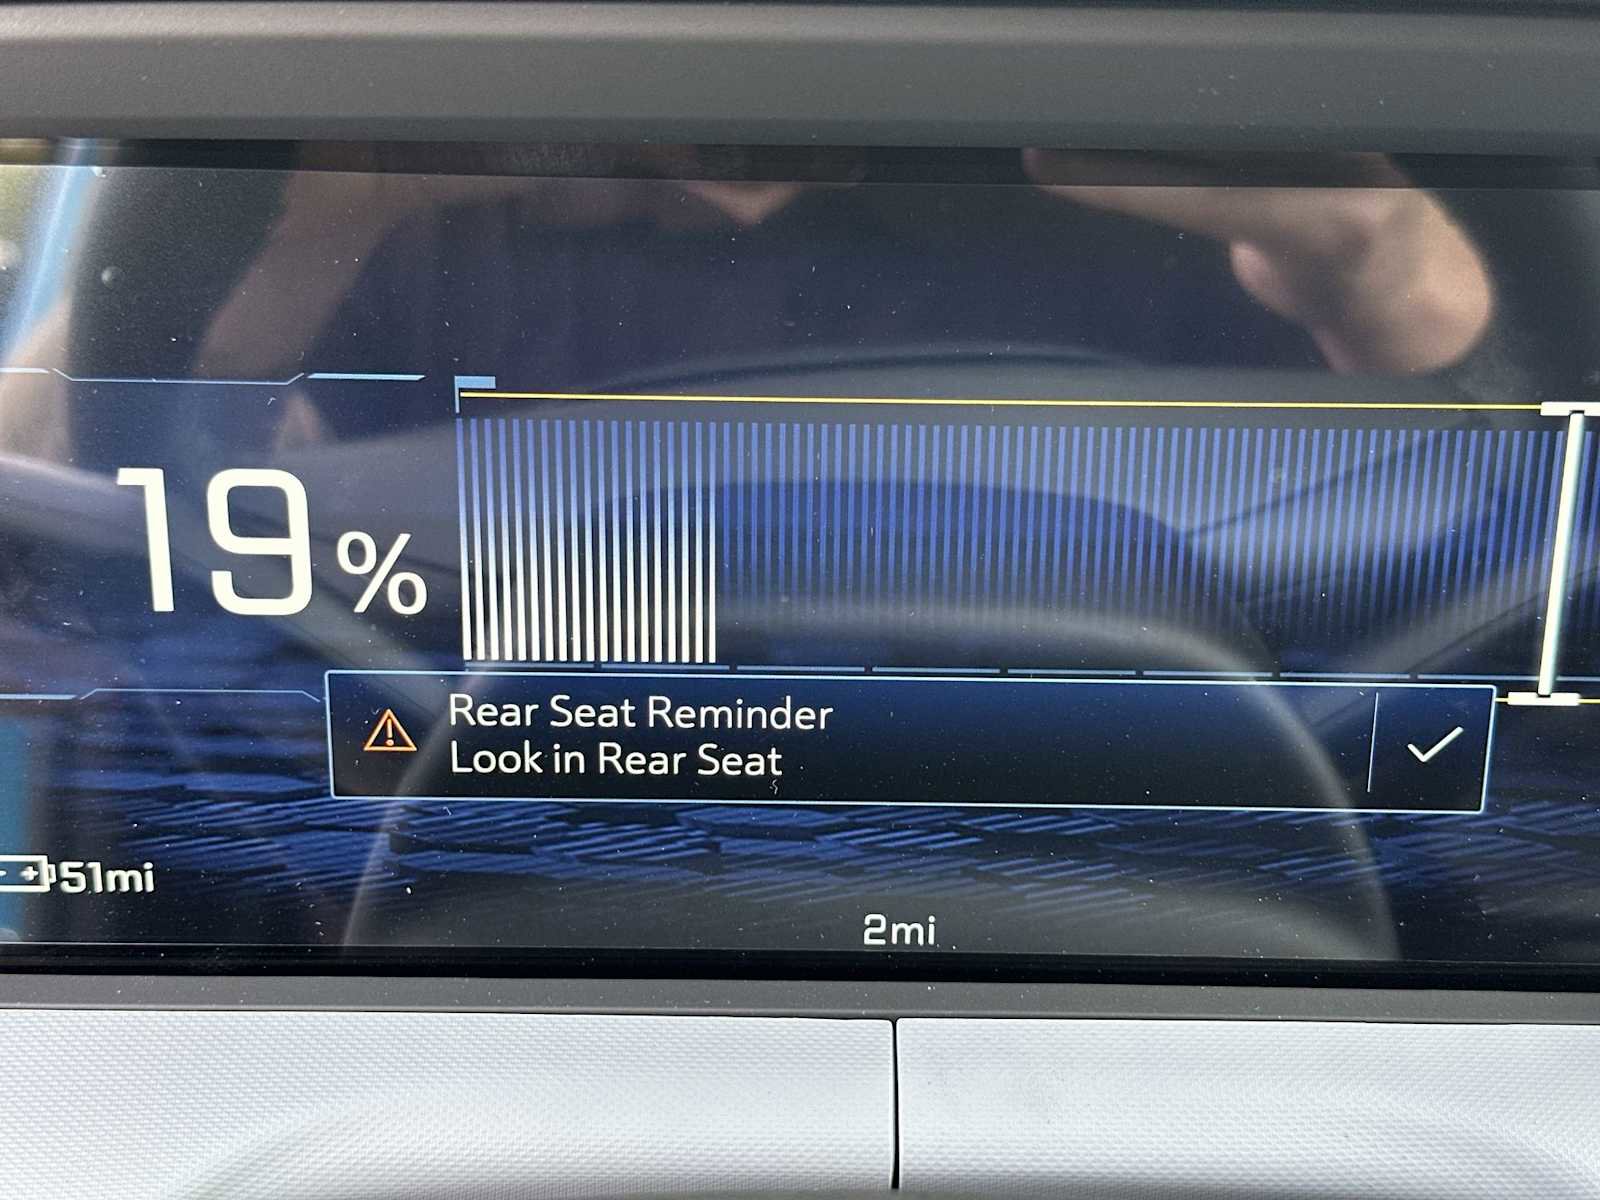 19%
Rear Seat Reminder
Look in Rear Seat
51mi
2mi